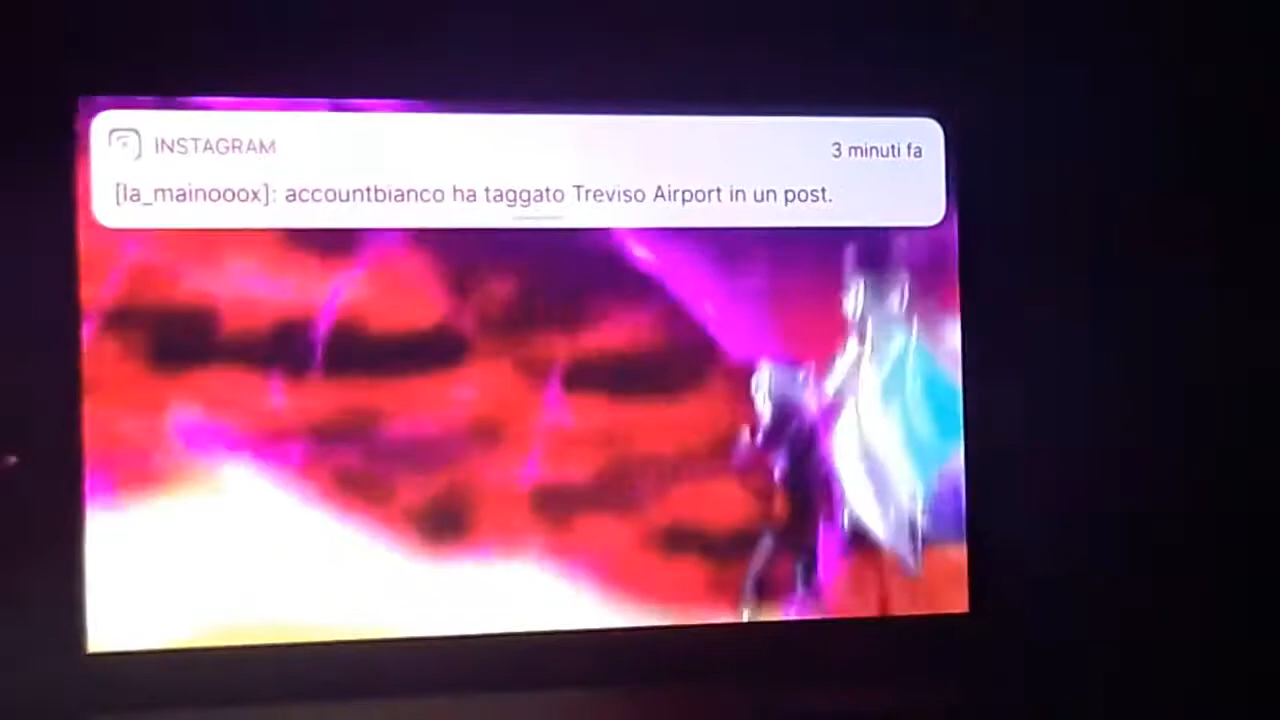 INSTAGRAM
3 minuti fa
[la_mainooox]: accountbianco ha taggato Treviso Airport in un post.